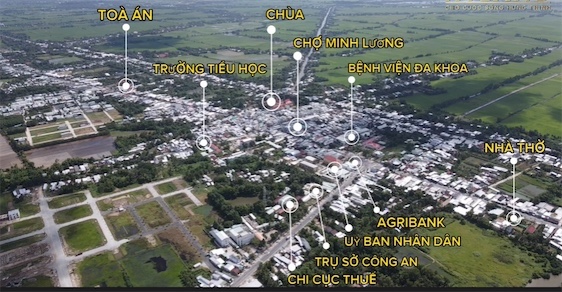 TOÀ ÁN
CHÙA
CHỢ MINH LƯƠNG
TRƯỜNG TIỂU HỌC
BỆNH VIỆN ĐA KHOA
NHÀ THỜ
AGRIBANK
UỶ BAN NHÂN DÂN
TRỤ SỞ CÔNG AN
CHI CỤC THUẾ